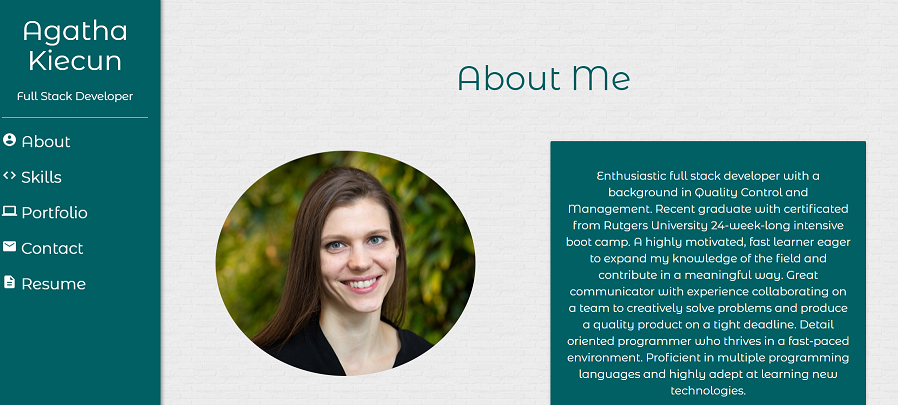 Agatha
Kiecun
Full Stack Developer
About
Skills
Portfolio
Contact
Resume
About Me
Enthusiastic full stack developer with a
background in Quality Control and
Management. Recent graduate with certificated
from Rutgers University 24-week-long intensive
boot camp. A highly motivated, fast learner eager
to expand my knowledge of the field and
contribute in a meaningful way. Great
communicator with experience collaborating on
a team to creatively solve problems and produce
a quality product on a tight deadline. Detail
oriented programmer who thrives in a fast-paced
environment. Proficient in multiple programming
languages and highly adept at learning new
technologies.